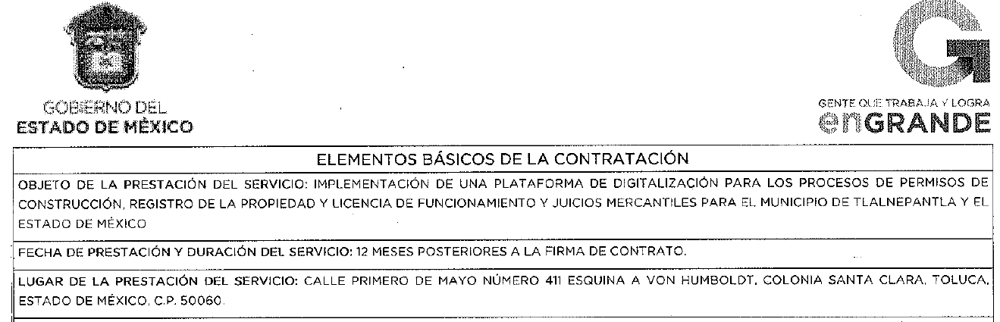 GOBIERNO DEL
ESTADO DE MÉXICO
GENTE QUE TRABAJA Y LOGRA
enGRANDE
ELEMENTOS BÁSICOS DE LA CONTRATACIÓN
OBJETO DE LA PRESTACIÓN DEL SERVICIO: IMPLEMENTACIÓN DE UNA PLATAFORMA DE DIGITALIZACIÓN PARA LOS PROCESOS DE PERMISOS DE
CONSTRUCCIÓN, REGISTRO DE LA PROPIEDAD Y LICENCIA DE FUNCIONAMIENTO Y JUICIOS MERCANTILES PARA EL MUNICIPIO DE TLALNEPANTLA Y EL
ESTADO DE MÉXICO
FECHA DE PRESTACIÓN Y DURACIÓN DEL SERVICIO: 12 MESES POSTERIORES A LA FIRMA DE CONTRATO.
LUGAR DE LA PRESTACIÓN DEL SERVICIO: CALLE PRIMERO DE MAYO NÚMERO 411 ESQUINA A VON HUMBOLDT, COLONIA SANTA CLARA, TOLUCA,
ESTADO DE MÉXICO, C.P. 50060.